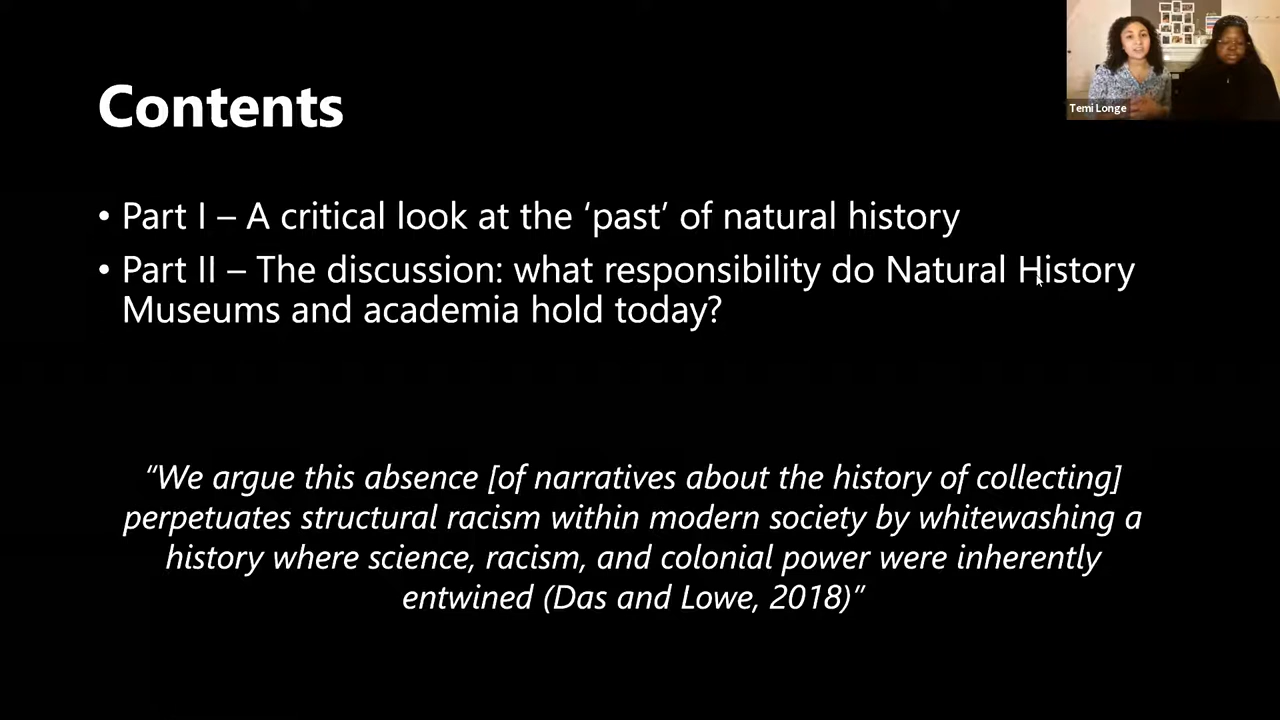 Temi Longe
Contents
• Part I – A critical look at the ‘past’ of natural history
• Part II – The discussion: what responsibility do Natural History
Museums and academia hold today?
“We argue this absence [of narratives about the history of collecting]
perpetuates structural racism within modern society by whitewashing a
history where science, racism, and colonial power were inherently
entwined (Das and Lowe, 2018)”